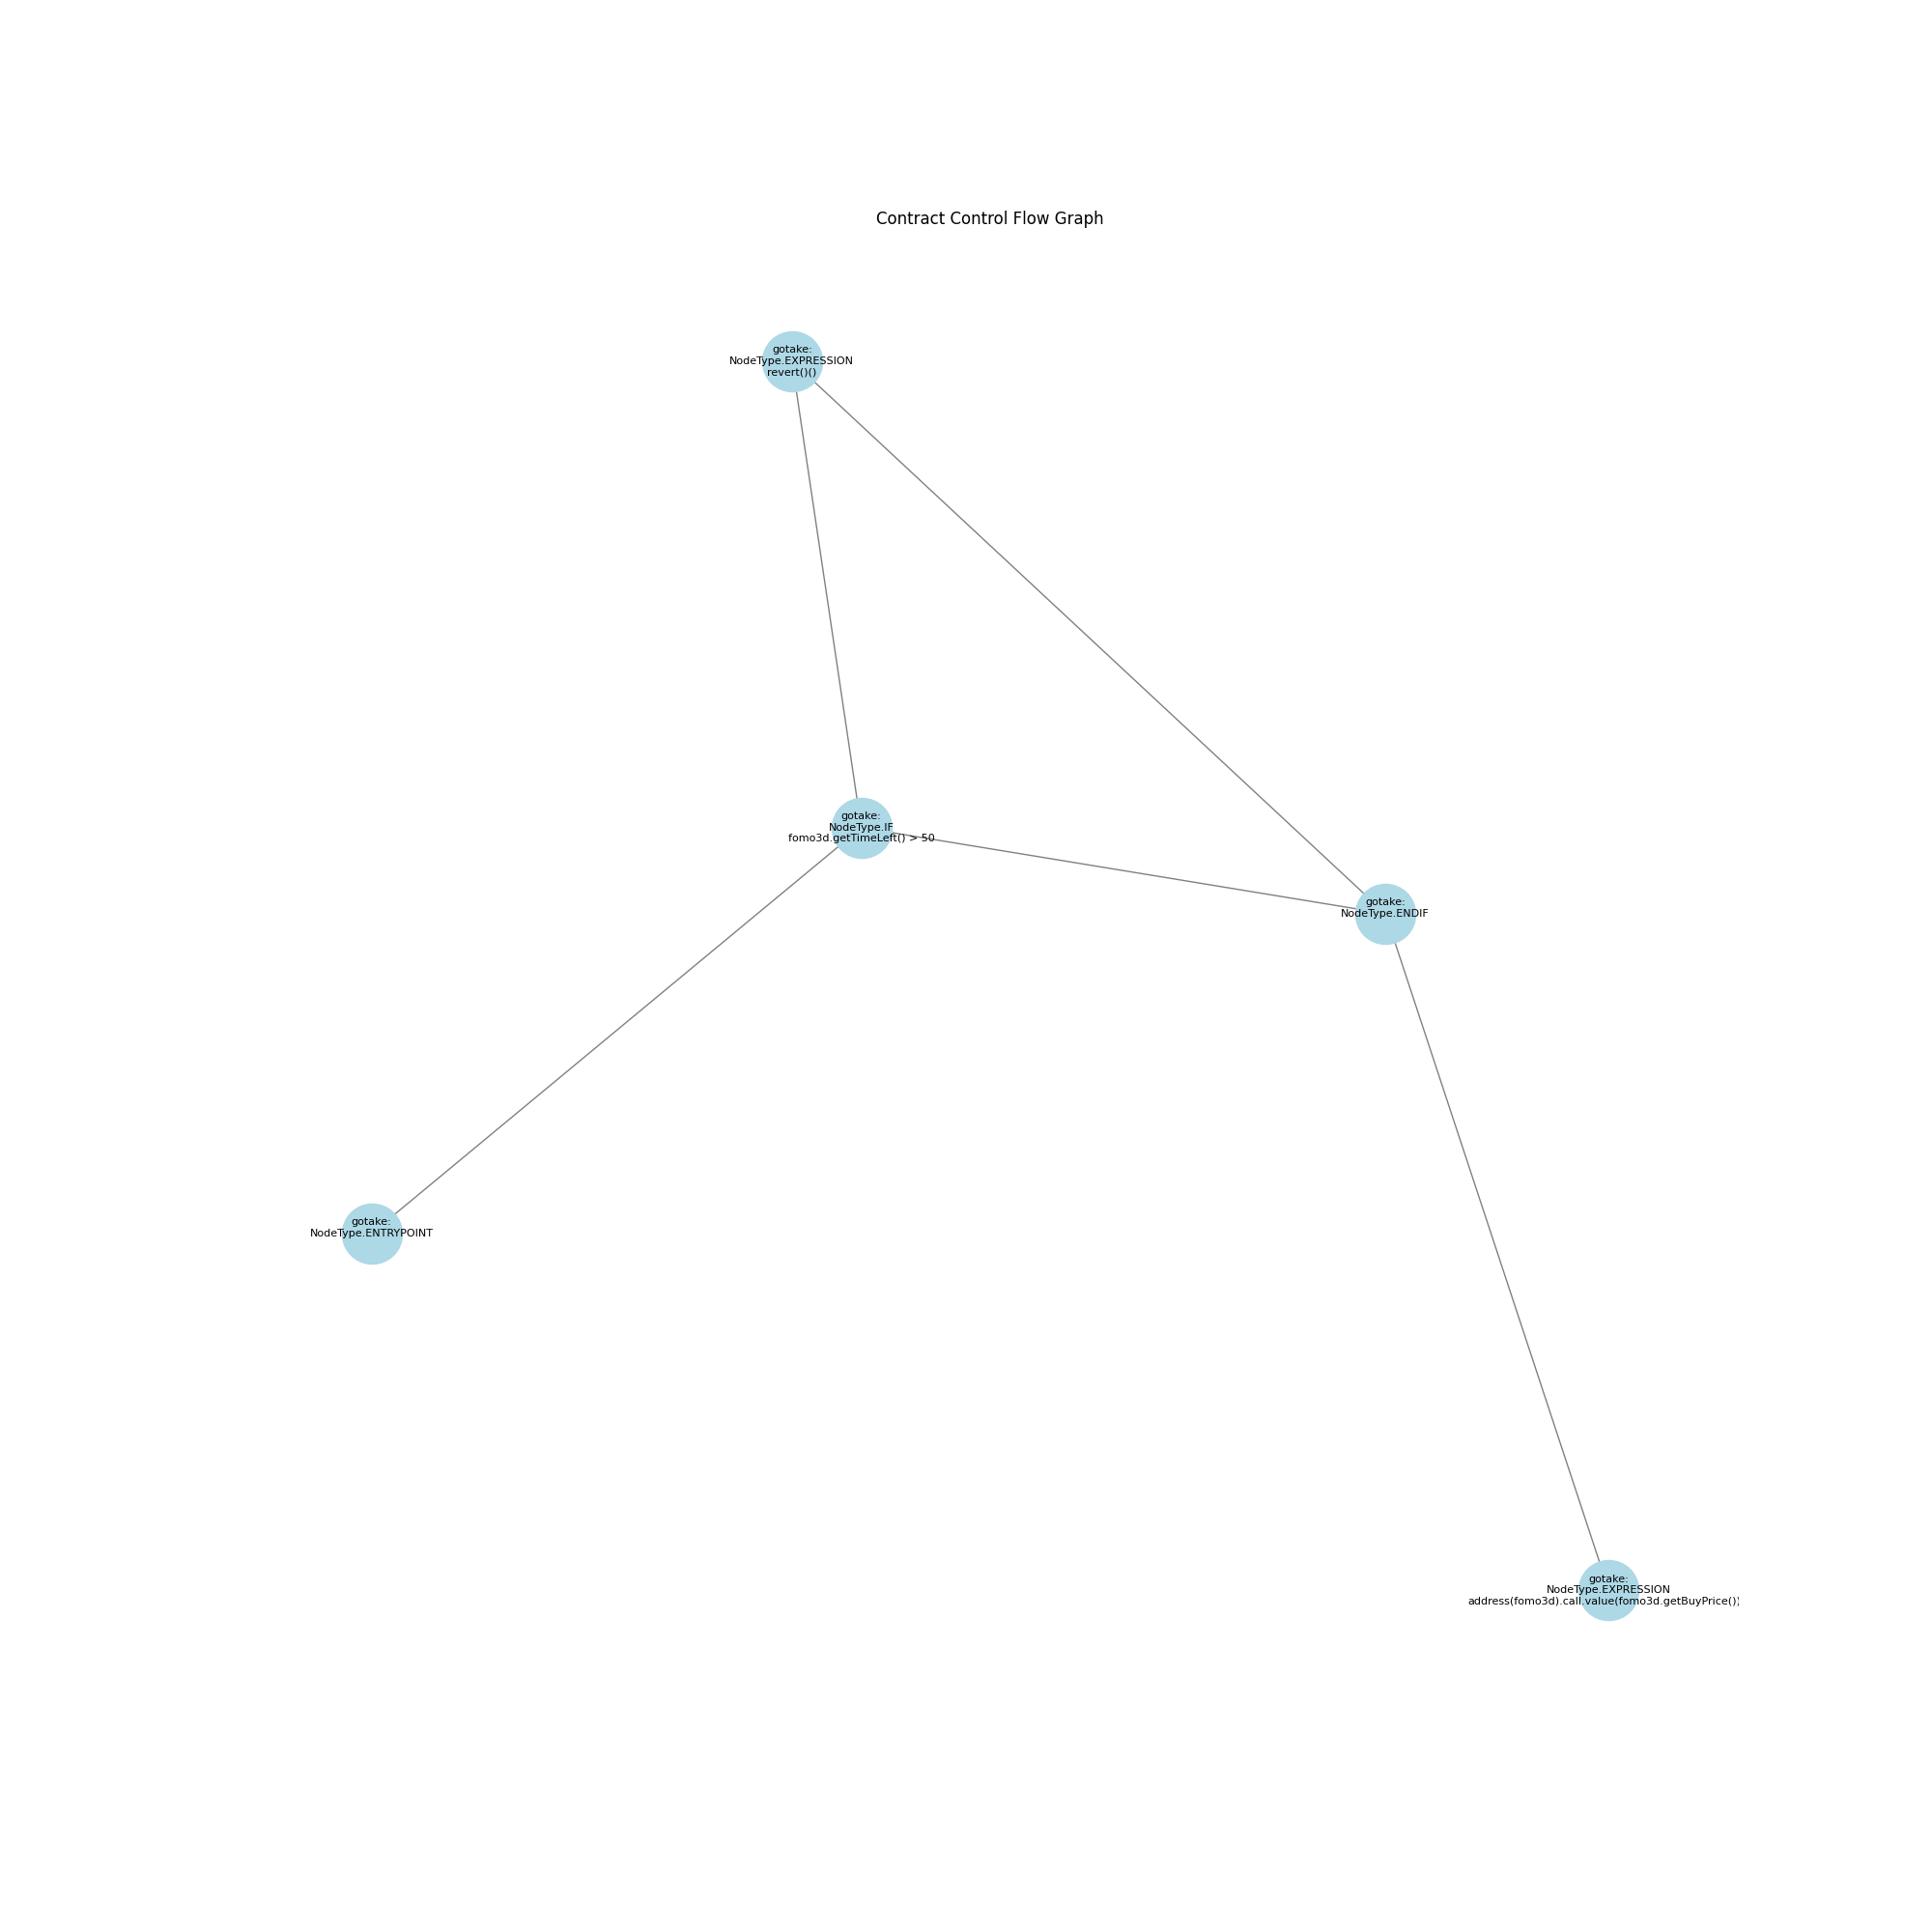 Contract Control Flow Graph
gotake:
NodeType.EXPRESSION
revert()()
gotake:
NodeType.IF
fomo3d.getTimeLeft() > 50
gotake:
NodeType.ENDIF
gotake:
NodeType.ENTRYPOINT
gotake:
NodeType.EXPRESSION
address(fomo3d).call.value(fomo3d.getBuyPrice())